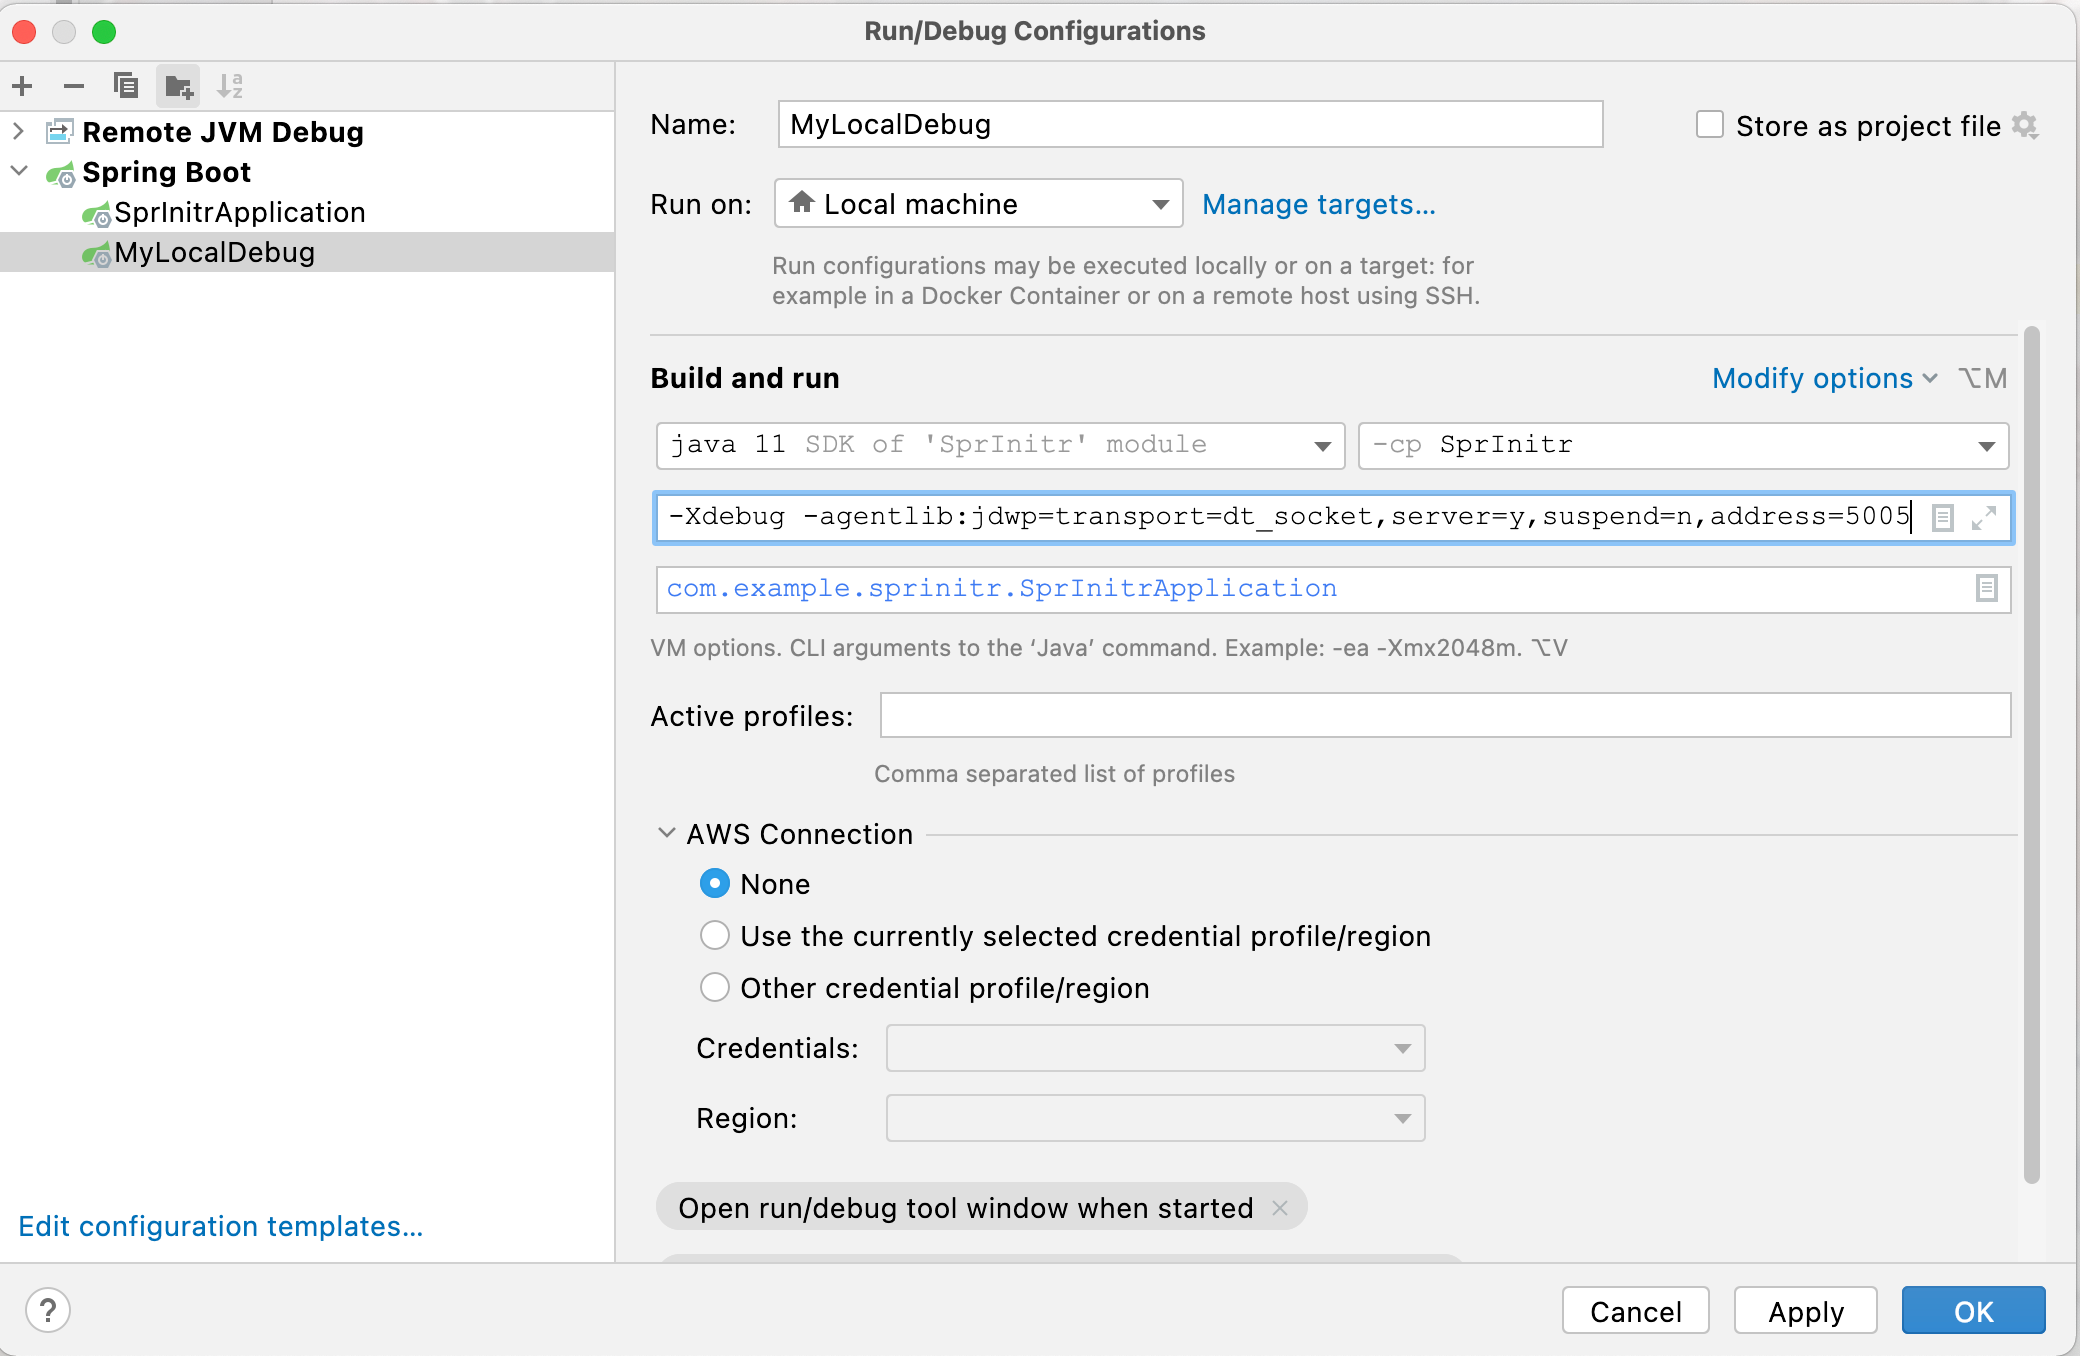 Run/Debug Configurations
Remote JVM Debug
Spring Boot
SprInitrApplication
MyLocalDebug
Edit configuration templates...
Name: MyLocalDebug
Store as project file
Run on: Local machine Manage targets...
Run configurations may be executed locally or on a target: for
example in a Docker Container or on a remote host using SSH.
Build and run Modify options ⌥M
java 11 SDK of 'SprInitr' module -cp SprInitr
-Xdebug -agentlib:jdwp=transport=dt_socket,server=y,suspend=n,address=5005
com.example.sprinitr.SprInitrApplication
VM options. CLI arguments to the ‘Java’ command. Example: -ea -Xmx2048m. ⌥V
Active profiles:
Comma separated list of profiles
AWS Connection
None
Use the currently selected credential profile/region
Other credential profile/region
Credentials:
Region:
Open run/debug tool window when started ×
? Cancel Apply OK